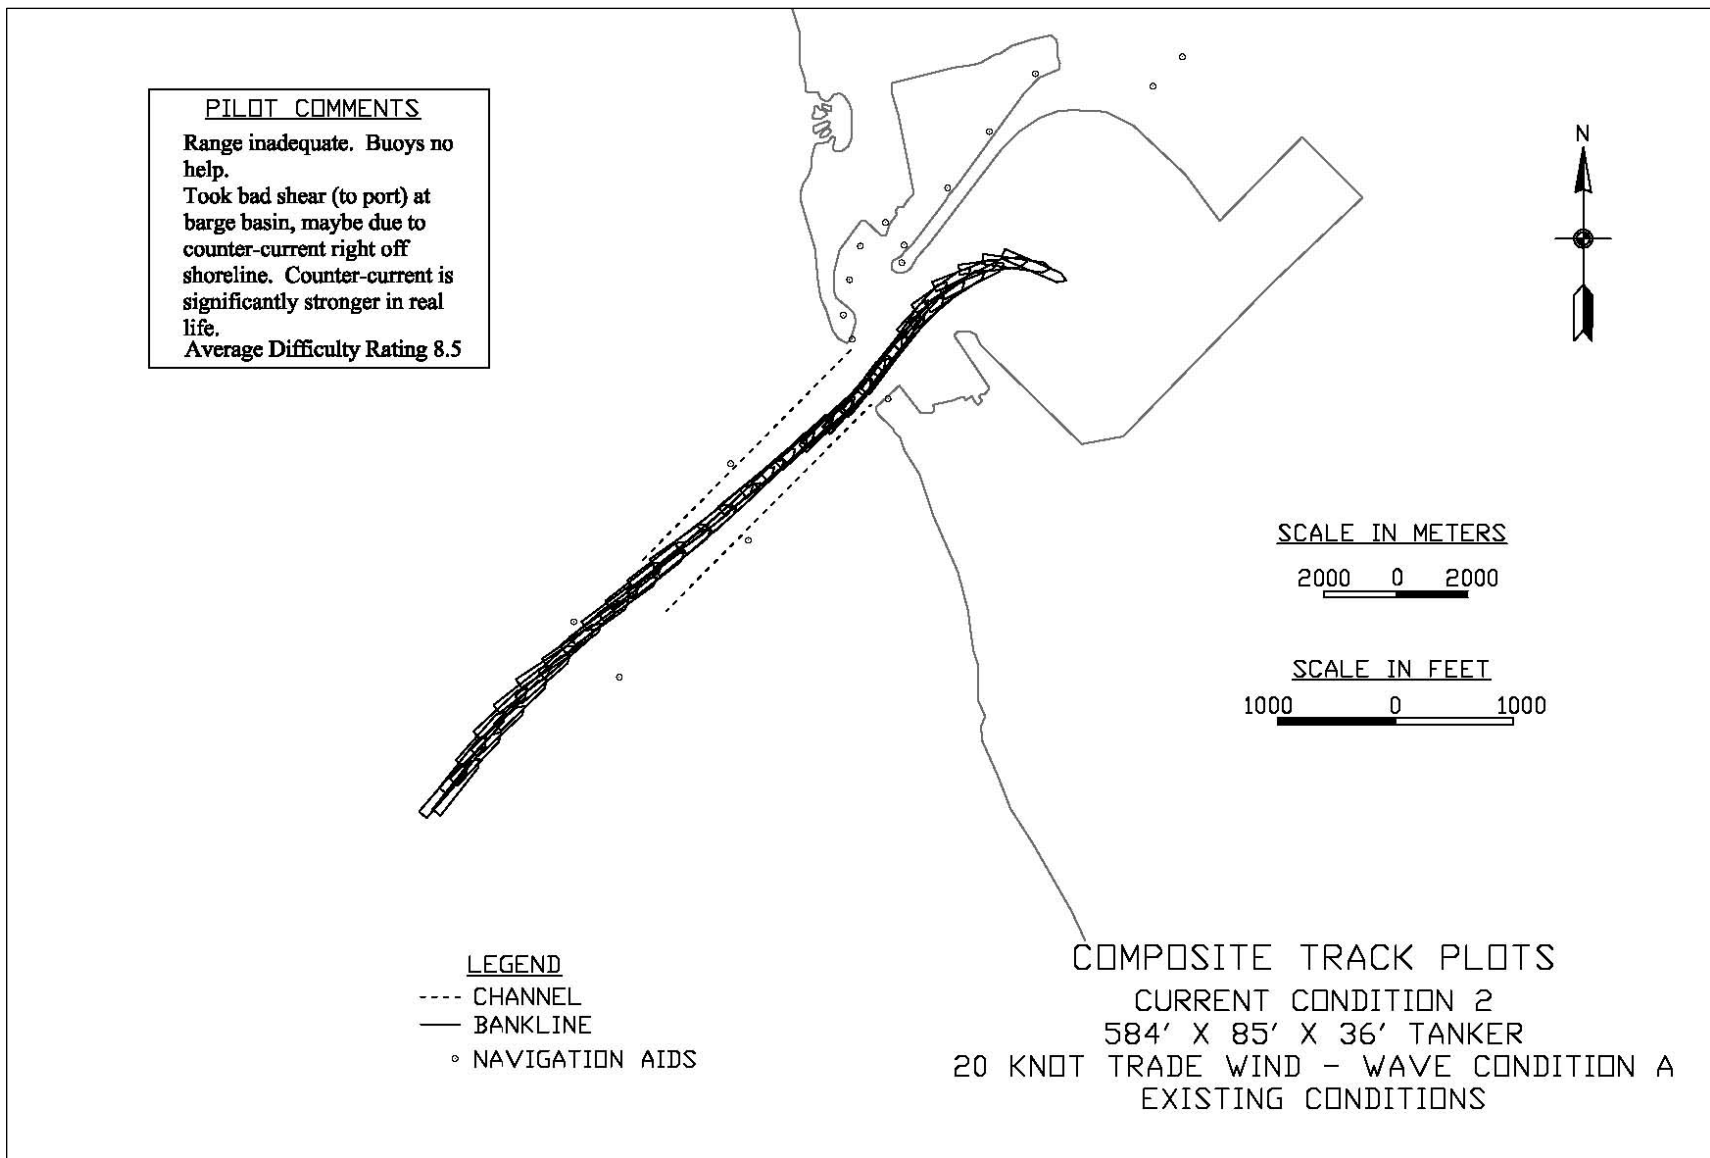 PILOT COMMENTS
Range inadequate. Buoys no
help.
Took bad shear (to port) at
barge basin, maybe due to
counter-current right off
shoreline. Counter-current is
significantly stronger in real
life.
Average Difficulty Rating 8.5
N
SCALE IN METERS
2000 0 2000
SCALE IN FEET
1000 0 1000
LEGEND
CHANNEL
BANKLINE
NAVIGATION AIDS
COMPOSITE TRACK PLOTS
CURRENT CONDITION 2
584' X 85' X 36' TANKER
20 KNOT TRADE WIND - WAVE CONDITION A
EXISTING CONDITIONS